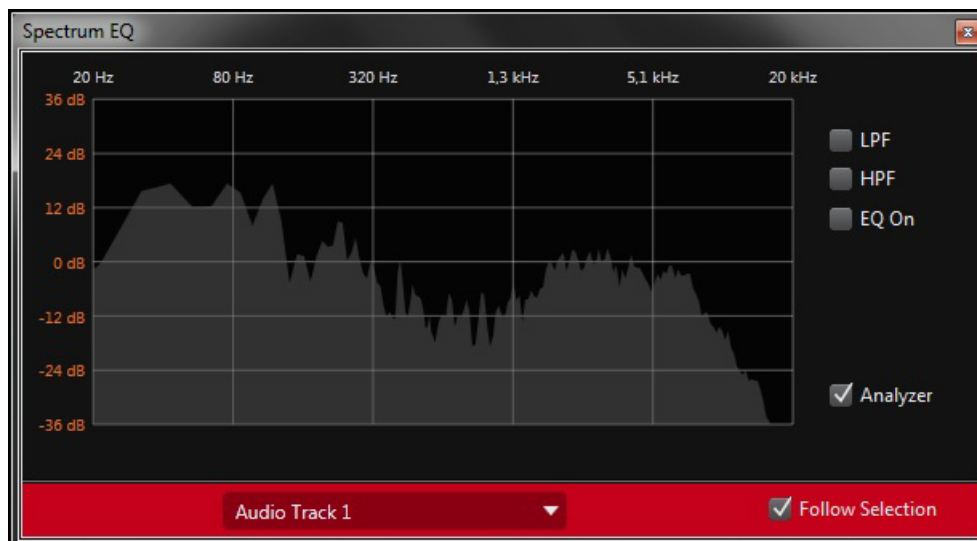 Spectrum EQ
20 Hz 80 Hz 320 Hz 1,3 kHz 5,1 kHz 20 kHz
36 dB
24 dB
12 dB
0 dB
-12 dB
-24 dB
-36 dB
LPF
HPF
EQ On
Analyzer
Audio Track 1
Follow Selection